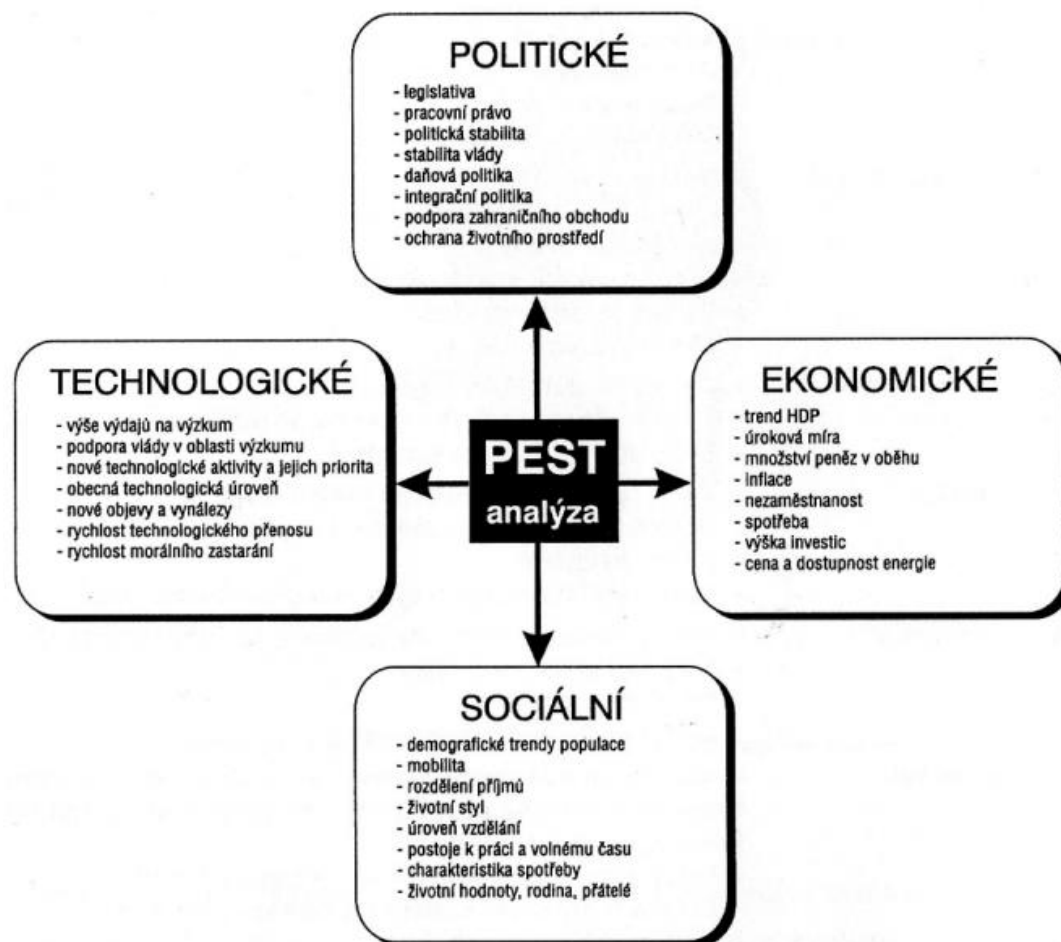 POLITICKÉ
- legislativa
- pracovní právo
- politická stabilita
- stabilita vlády
- daňová politika
- integrační politika
- podpora zahraničního obchodu
- ochrana životního prostředí
TECHNOLOGICKÉ
- výše výdajů na výzkum
- podpora vlády v oblasti výzkumu
- nové technologické aktivity a jejich priorita
- obecná technologická úroveň
- nové objevy a vynálezy
- rychlost technologického přenosu
- rychlost morálního zastarání
PEST
analýza
EKONOMICKÉ
- trend HDP
- úroková míra
- množství peněz v oběhu
- inflace
- nezaměstnanost
- spotřeba
- výška investic
- cena a dostupnost energie
SOCIÁLNÍ
- demografické trendy populace
- mobilita
- rozdělení příjmů
- životní styl
- úroveň vzdělání
- postoje k práci a volnému času
- charakteristika spotřeby
- životní hodnoty, rodina, přátelé